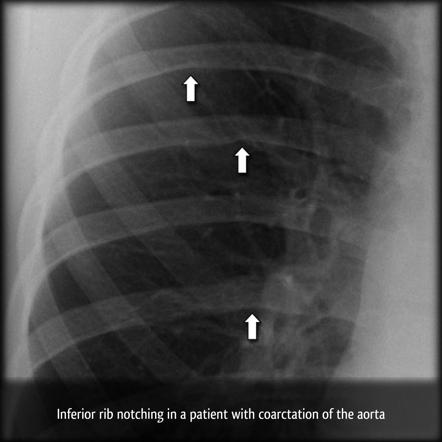 Inferior rib notching in a patient with coarctation of the aorta